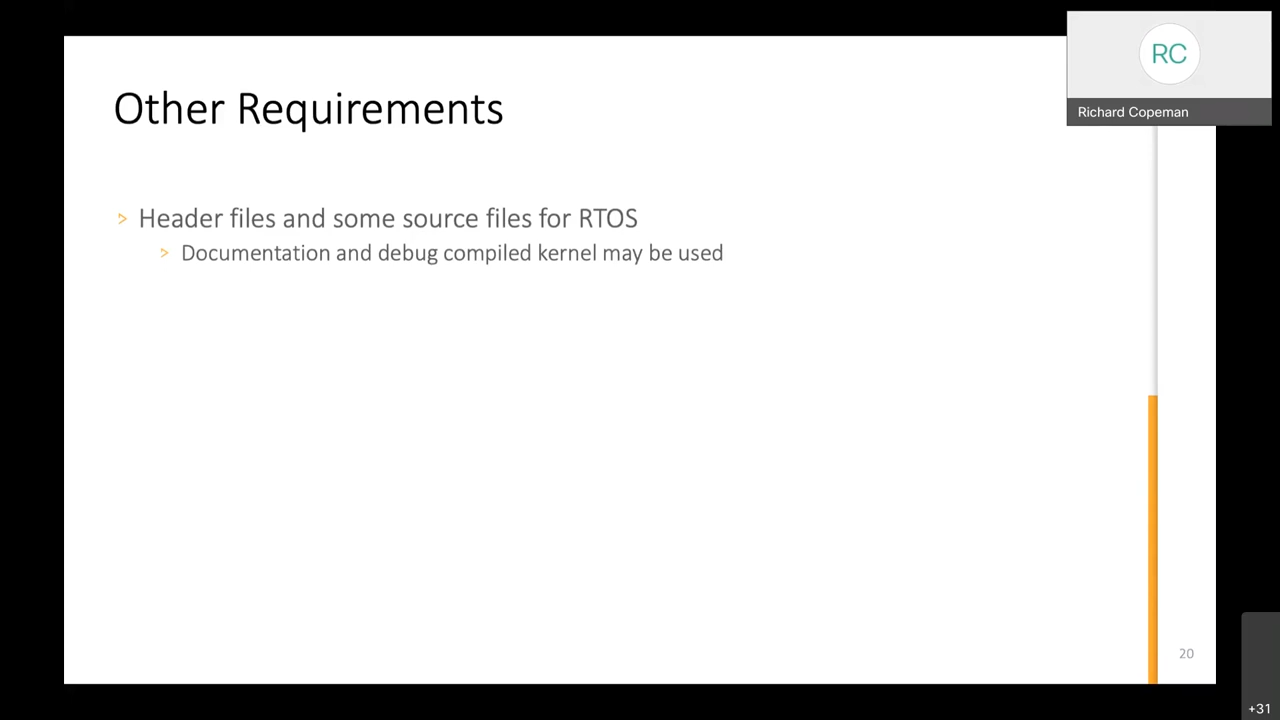 RC
Richard Copeman
Other Requirements
> Header files and some source files for RTOS
> Documentation and debug compiled kernel may be used
20
+31